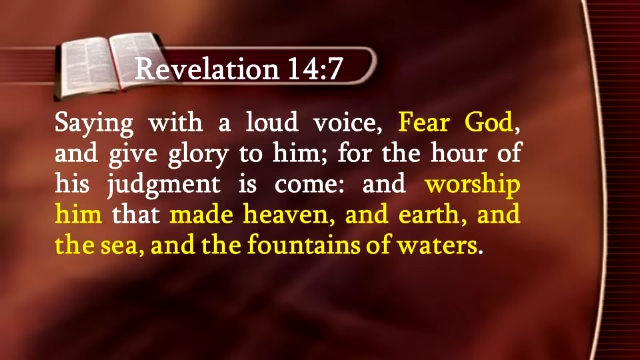 Revelation 14:7
Saying with a loud voice, Fear God,
and give glory to him; for the hour of
his judgment is come: and worship
him that made heaven, and earth, and
the sea, and the fountains of waters.